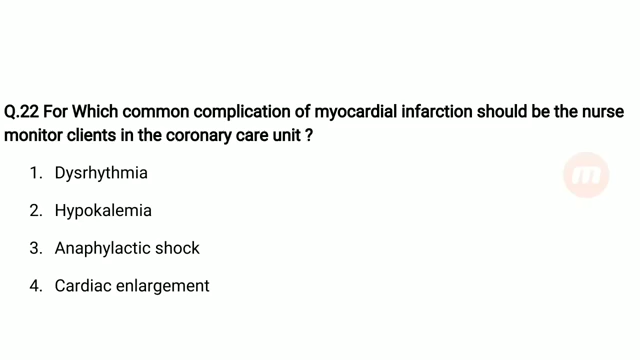 Q.22 For Which common complication of myocardial infarction should be the nurse
monitor clients in the coronary care unit ?
1. Dysrhythmia
2. Hypokalemia
3. Anaphylactic shock
4. Cardiac enlargement